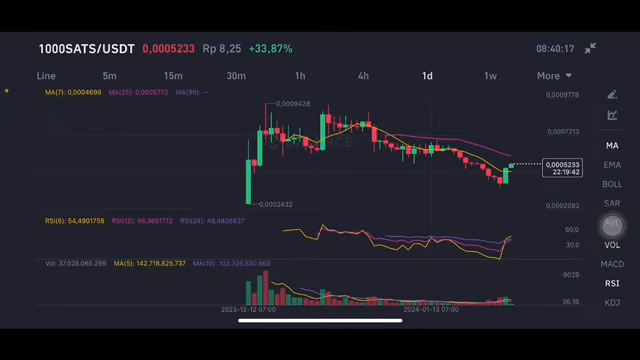 1000SATS/USDT 0,0005233 Rp 8,25 +33,87% 08:40:17
Line 5m 15m 30m 1h 4h 1d 1w More
MA(7): 0,0004698 MA(25): 0,0005772 MA(99): --
0,0009778
0,0009428
0,0007213
MA
EMA
0,0005233
22:19:42
BOLL
0,0002432
0,0002082
SAR
RSI(6): 54,4901758 RSI(12): 46,3651712 RSI(24): 48,4826537
AVL
60,0
30,0
VOL
Vol: 37.028.065.299 MA(5): 142.718.825.737 MA(10): 102.326.530.568
MACD
902B
RSI
36,1B
KDJ
2023-12-12 07:00 2024-01-13 07:00